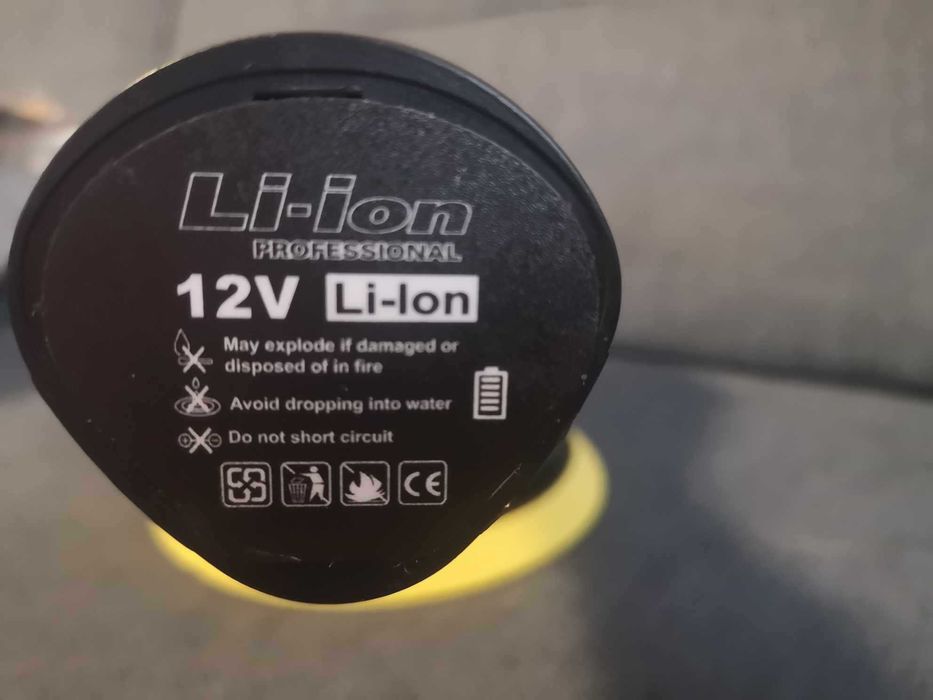 Li-ion
PROFESSIONAL
12V Li-Ion
May explode if damaged or
disposed of in fire
Avoid dropping into water
Do not short circuit
CE